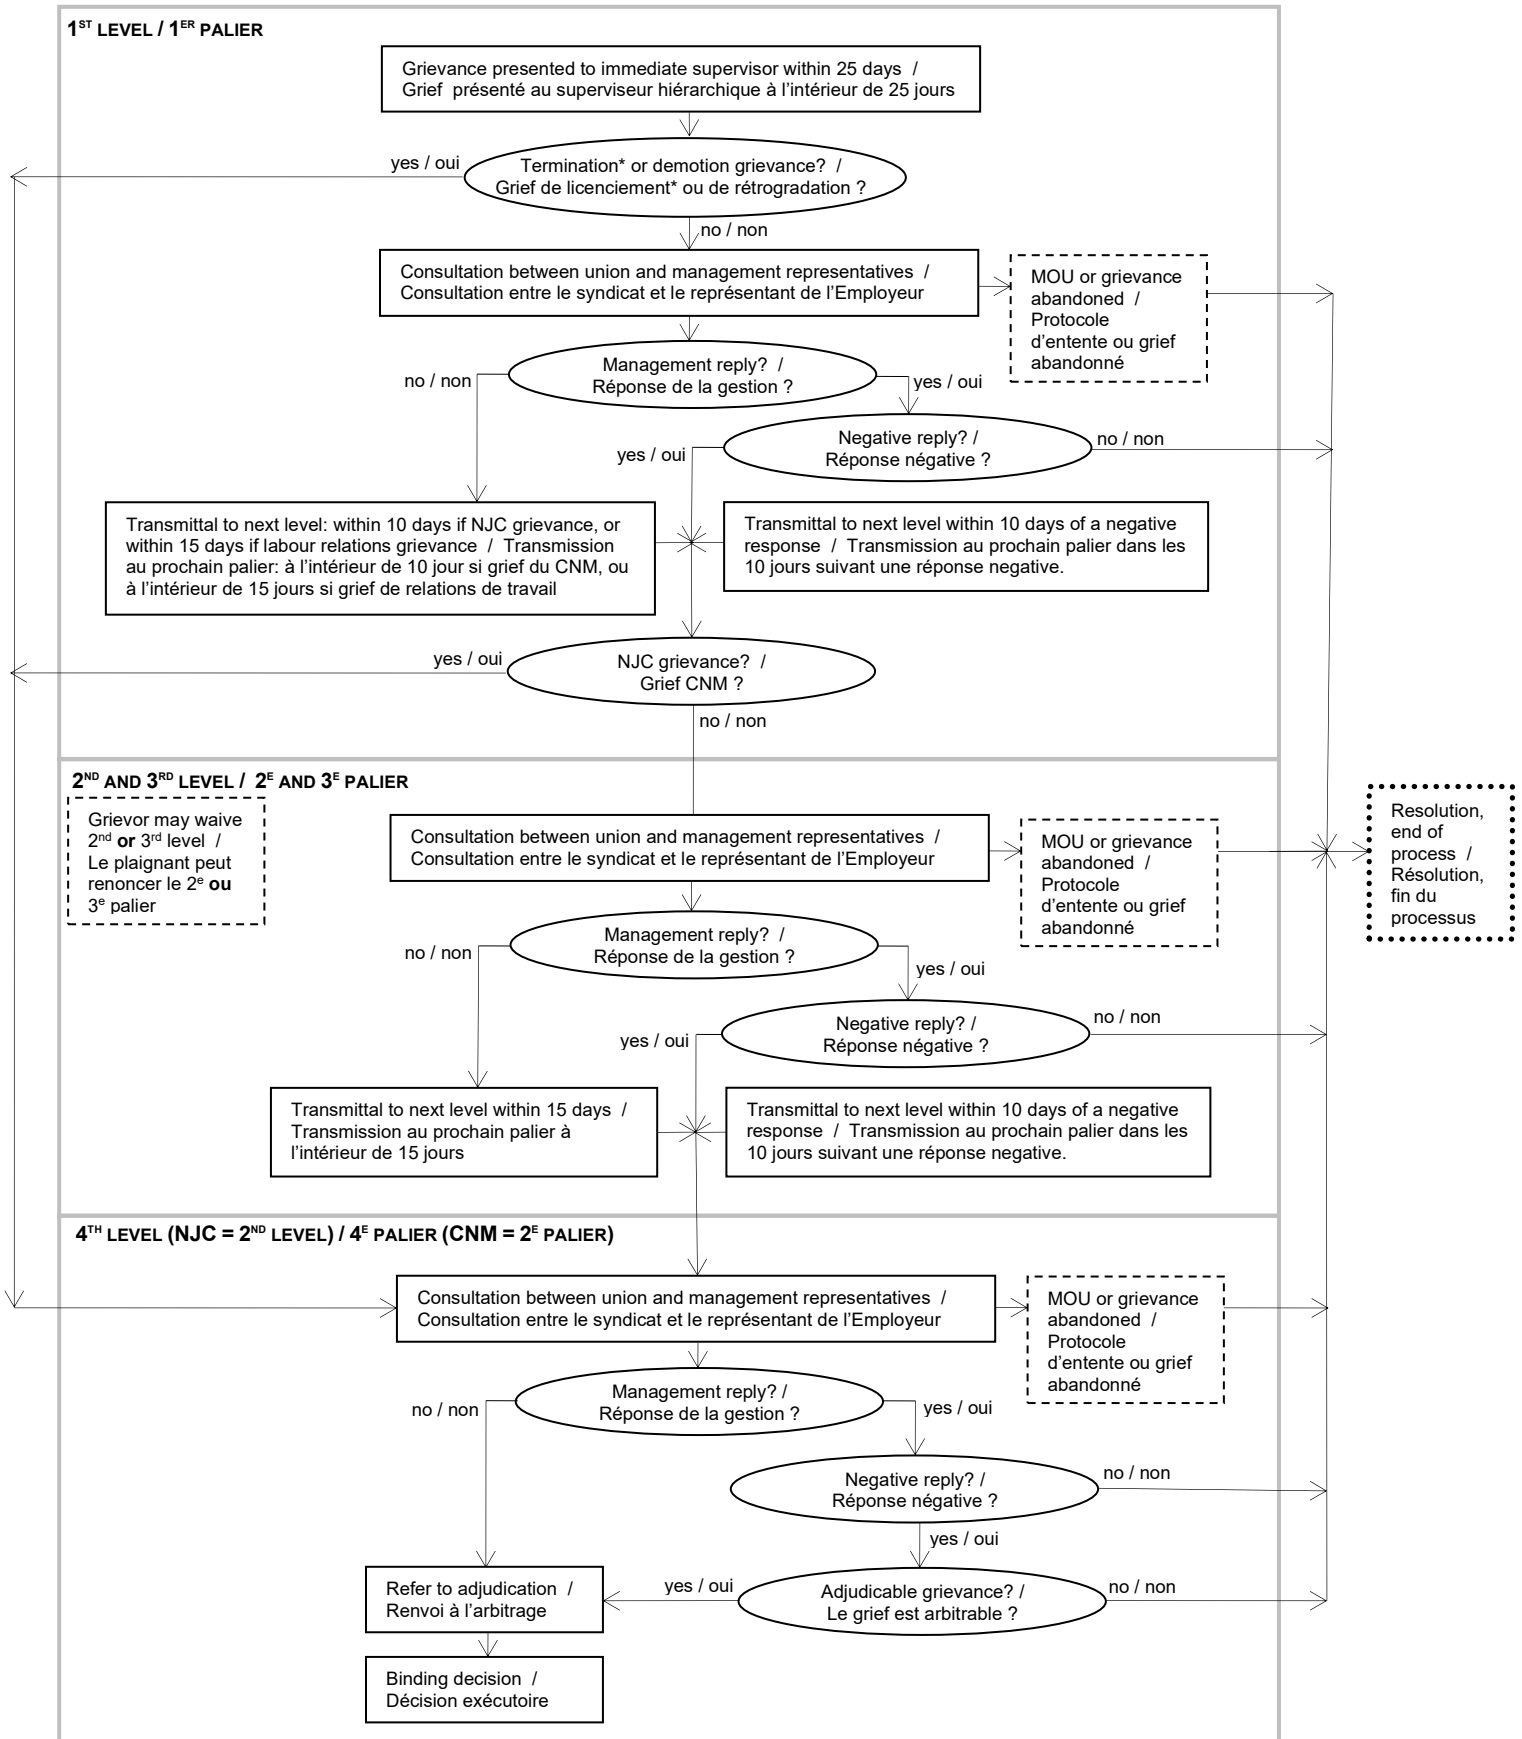 1ST LEVEL / 1ER PALIER
Grievance presented to immediate supervisor within 25 days /
Grief présenté au superviseur hiérarchique à l’intérieur de 25 jours
yes / oui
Termination* or demotion grievance? /
Grief de licenciement* ou de rétrogradation ?
no / non
Consultation between union and management representatives /
Consultation entre le syndicat et le représentant de l’Employeur
MOU or grievance
abandoned /
Protocole
d’entente ou grief
abandonné
Management reply? /
Réponse de la gestion ?
no / non
yes / oui
Negative reply? /
Réponse négative ?
yes / oui
no / non
Transmittal to next level: within 10 days if NJC grievance, or
within 15 days if labour relations grievance / Transmission
au prochain palier: à l’intérieur de 10 jour si grief du CNM, ou
à l’intérieur de 15 jours si grief de relations de travail
Transmittal to next level within 10 days of a negative
response / Transmission au prochain palier dans les
10 jours suivant une réponse negative.
yes / oui
NJC grievance? /
Grief CNM ?
no / non
2ND AND 3RD LEVEL / 2E AND 3E PALIER
Grievor may waive
2nd or 3rd level /
Le plaignant peut
renoncer le 2e ou
3e palier
Consultation between union and management representatives /
Consultation entre le syndicat et le représentant de l’Employeur
MOU or grievance
abandoned /
Protocole
d’entente ou grief
abandonné
Resolution,
end of
process /
Résolution,
fin du
processus
Management reply? /
Réponse de la gestion ?
no / non
yes / oui
Negative reply? /
Réponse négative ?
yes / oui
no / non
Transmittal to next level within 15 days /
Transmission au prochain palier à
l’intérieur de 15 jours
Transmittal to next level within 10 days of a negative
response / Transmission au prochain palier dans les
10 jours suivant une réponse negative.
4TH LEVEL (NJC = 2ND LEVEL) / 4E PALIER (CNM = 2E PALIER)
Consultation between union and management representatives /
Consultation entre le syndicat et le représentant de l’Employeur
MOU or grievance
abandoned /
Protocole
d’entente ou grief
abandonné
Management reply? /
Réponse de la gestion ?
no / non
yes / oui
Negative reply? /
Réponse négative ?
no / non
yes / oui
Refer to adjudication /
Renvoi à l’arbitrage
yes / oui
Adjudicable grievance? /
Le grief est arbitrable ?
no / non
Binding decision /
Décision exécutoire